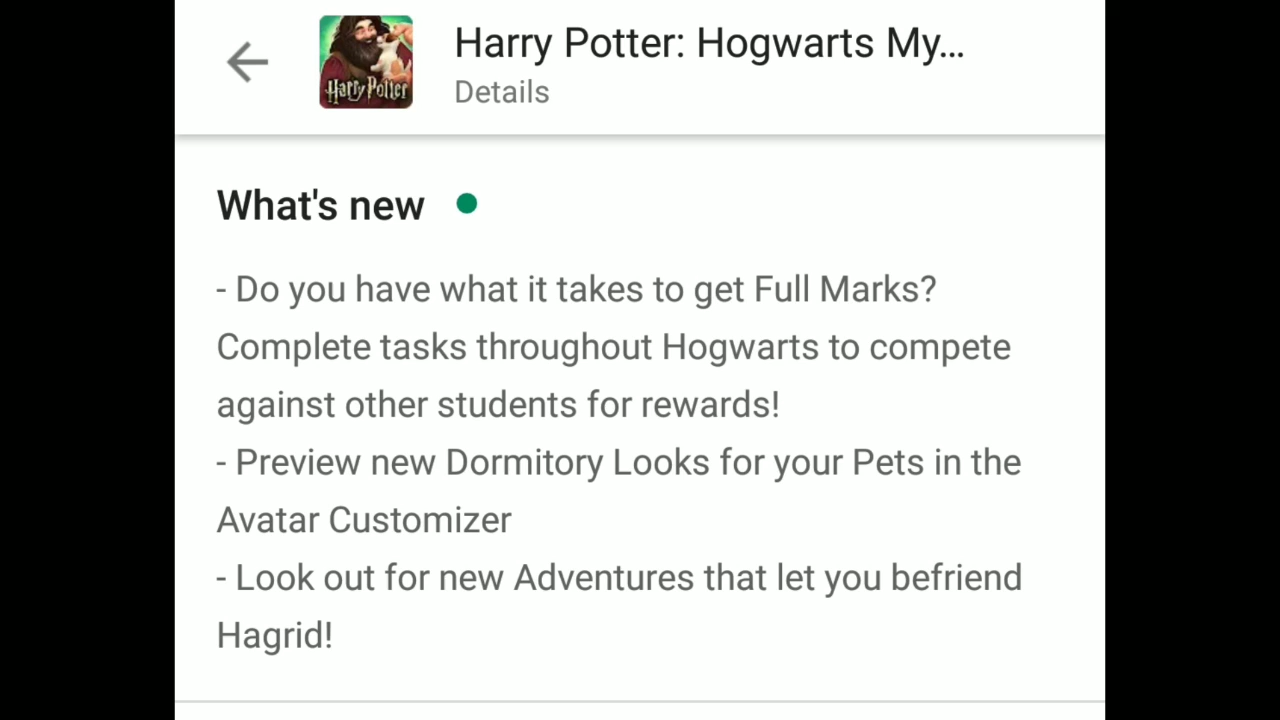 Harry Potter: Hogwarts My...
Harry Potter
Details
What's new
- Do you have what it takes to get Full Marks?
Complete tasks throughout Hogwarts to compete
against other students for rewards!
- Preview new Dormitory Looks for your Pets in the
Avatar Customizer
- Look out for new Adventures that let you befriend
Hagrid!